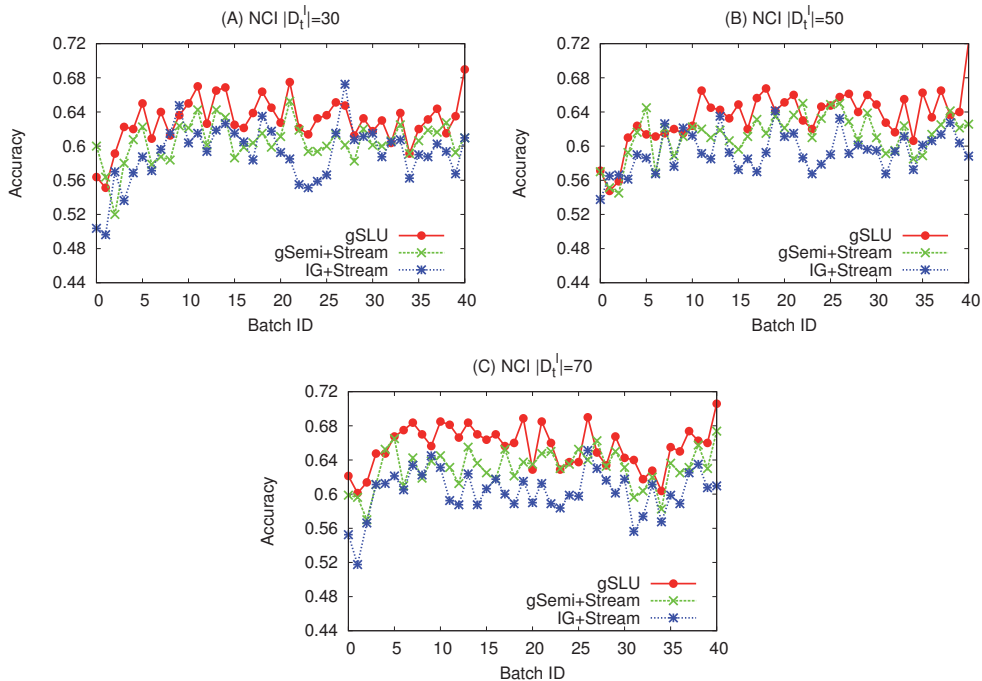 (A) NCI |D_t^l|=30
0.72
0.68
0.64
0.6
0.56
0.52
0.48
0.44
Accuracy
gSLU
gSemi+Stream
IG+Stream
0 5 10 15 20 25 30 35 40
Batch ID
(B) NCI |D_t^l|=50
0.72
0.68
0.64
0.6
0.56
0.52
0.48
0.44
Accuracy
gSLU
gSemi+Stream
IG+Stream
0 5 10 15 20 25 30 35 40
Batch ID
(C) NCI |D_t^l|=70
0.72
0.68
0.64
0.6
0.56
0.52
0.48
0.44
Accuracy
gSLU
gSemi+Stream
IG+Stream
0 5 10 15 20 25 30 35 40
Batch ID